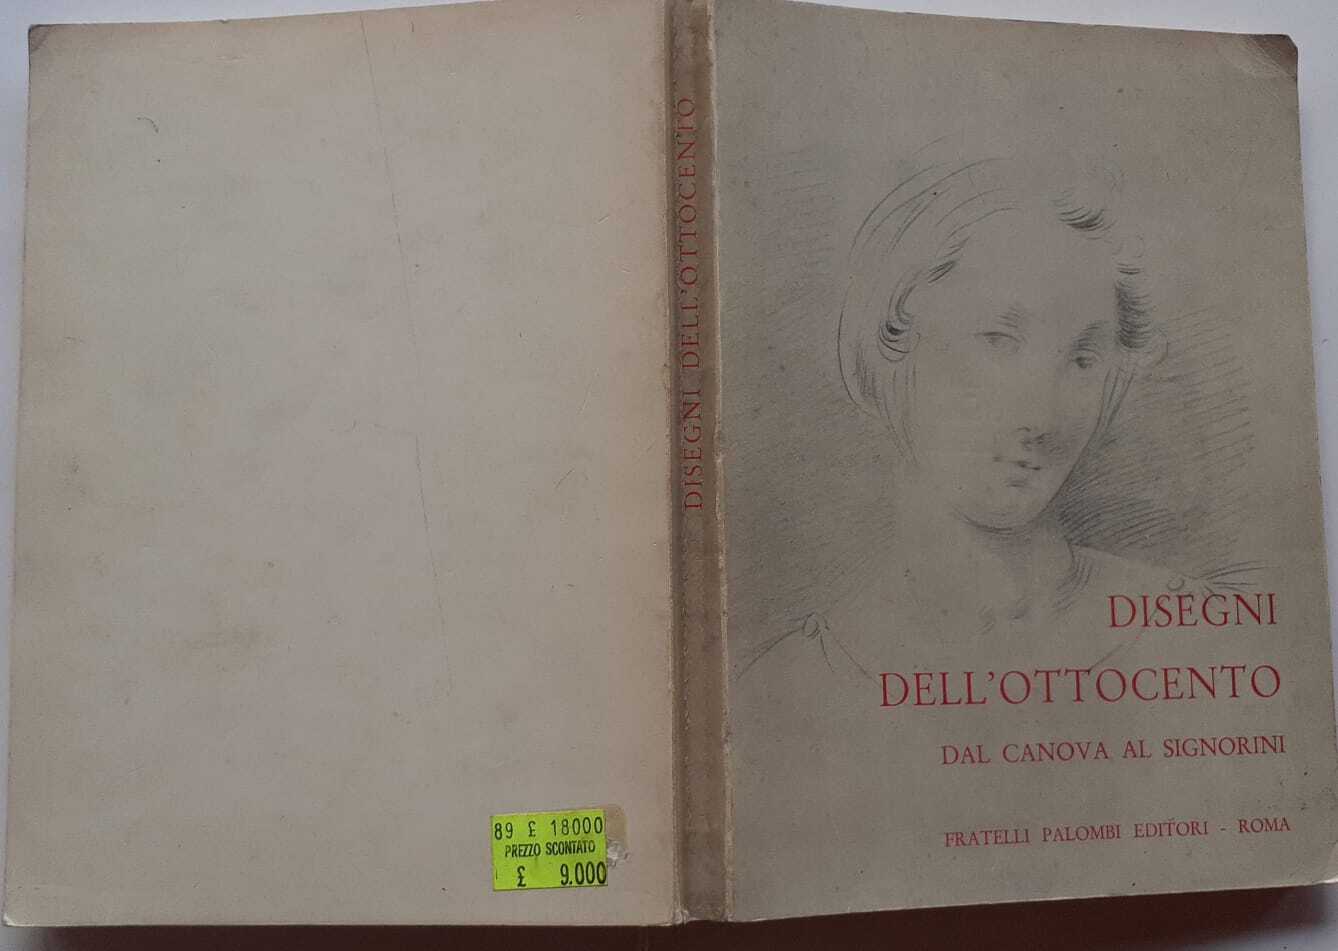 DISEGNI DELL'OTTOCENTO
DISEGNI
DELL'OTTOCENTO
DAL CANOVA AL SIGNORINI
FRATELLI PALOMBI EDITORI - ROMA
89 £ 18000
PREZZO SCONTATO
£ 9.000